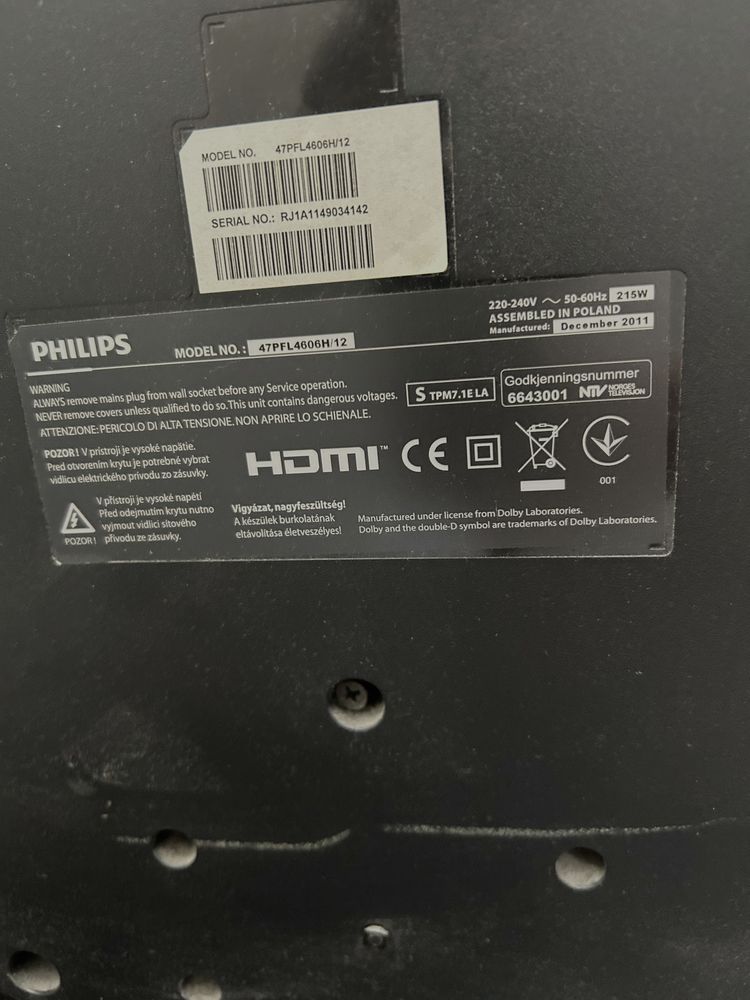 MODEL NO. 47PFL4606H/12
SERIAL NO.: RJ1A1149034142
220-240V ~ 50-60Hz 215W
ASSEMBLED IN POLAND
Manufactured: December 2011
PHILIPS
MODEL NO.: 47PFL4606H/12
WARNING
ALWAYS remove mains plug from wall socket before any Service operation.
NEVER remove covers unless qualified to do so. This unit contains dangerous voltages.
ATTENZIONE: PERICOLO DI ALTA TENSIONE. NON APRIRE LO SCHIENALE.
S TPM7.1E LA
Godkjenningsnummer
6643001 NTV NORGES TELEVISION
POZOR! V prístroji je vysoké napätie.
Pred otvorením krytu je potrebné vybrat
vidlicu elektrického prívodu zo zásuvky.
HDMI™ CE
001
POZOR!
V přístroji je vysoké napětí
Před odejmutím krytu nutno
vyjmout vidlici síťového
přívodu ze zásuvky.
Vigyázat, nagyfeszültség!
A készülek burkolatának
eltávolítása életveszélyes!
Manufactured under license from Dolby Laboratories.
Dolby and the double-D symbol are trademarks of Dolby Laboratories.